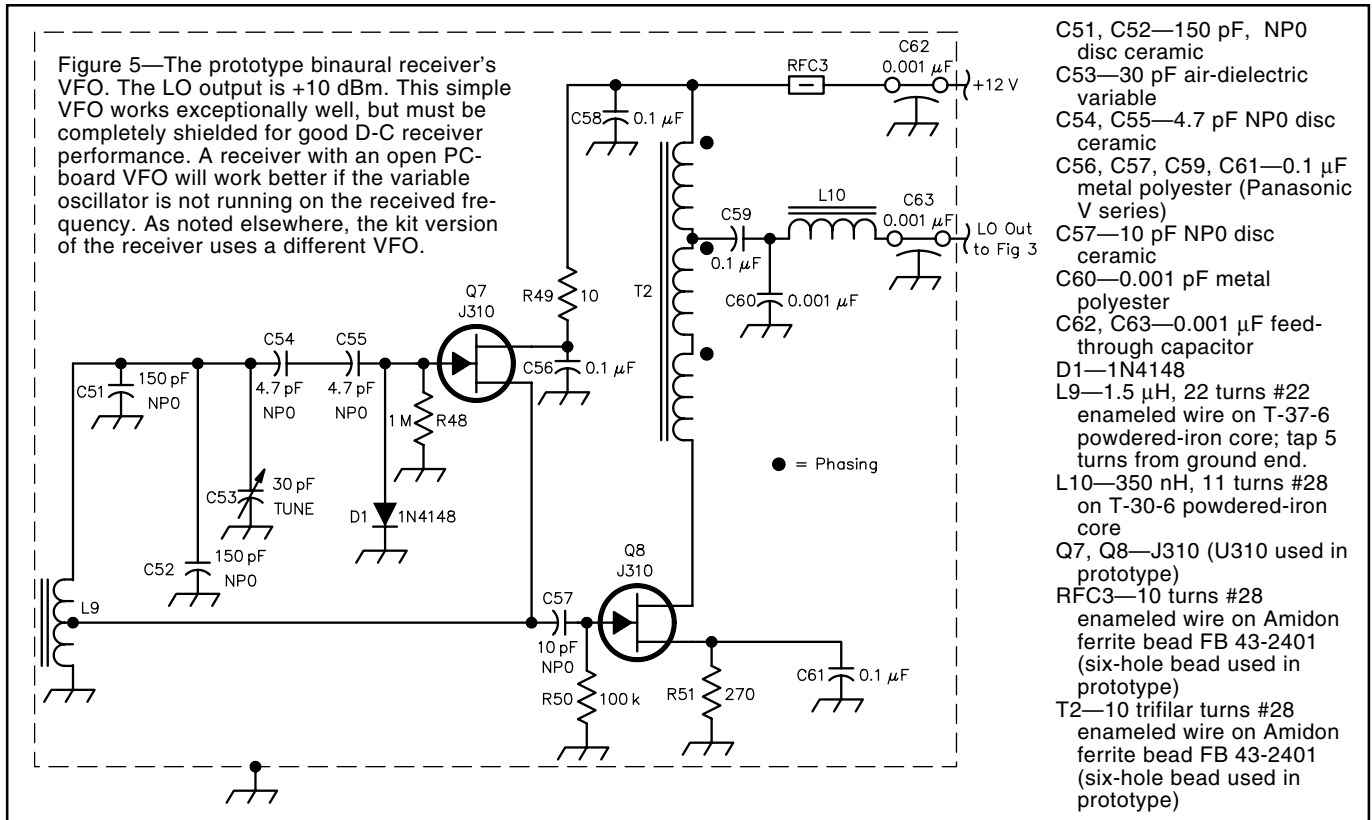 Figure 5—The prototype binaural receiver's
VFO. The LO output is +10 dBm. This simple
VFO works exceptionally well, but must be
completely shielded for good D-C receiver
performance. A receiver with an open PC-
board VFO will work better if the variable
oscillator is not running on the received fre-
quency. As noted elsewhere, the kit version
of the receiver uses a different VFO.
RFC3
C62
0.001 µF
+12 V
C58
0.1 µF
L10
C63
0.001 µF
LO Out
to Fig 3
C59
0.1 µF
T2
C60
0.001 µF
R49
10
Q7
J310
C56
0.1 µF
C54
4.7 pF
NP0
C55
4.7 pF
NP0
C51
150 pF
NP0
1 M
R48
C53
30 pF
TUNE
D1
1N4148
C52
150 pF
NP0
L9
= Phasing
Q8
J310
C57
10 pF
NP0
R50
100 k
R51
270
C61
0.1 µF
C51, C52—150 pF, NP0
disc ceramic
C53—30 pF air-dielectric
variable
C54, C55—4.7 pF NP0 disc
ceramic
C56, C57, C59, C61—0.1 µF
metal polyester (Panasonic
V series)
C57—10 pF NP0 disc
ceramic
C60—0.001 pF metal
polyester
C62, C63—0.001 µF feed-
through capacitor
D1—1N4148
L9—1.5 µH, 22 turns #22
enameled wire on T-37-6
powdered-iron core; tap 5
turns from ground end.
L10—350 nH, 11 turns #28
on T-30-6 powdered-iron
core
Q7, Q8—J310 (U310 used in
prototype)
RFC3—10 turns #28
enameled wire on Amidon
ferrite bead FB 43-2401
(six-hole bead used in
prototype)
T2—10 trifilar turns #28
enameled wire on Amidon
ferrite bead FB 43-2401
(six-hole bead used in
prototype)